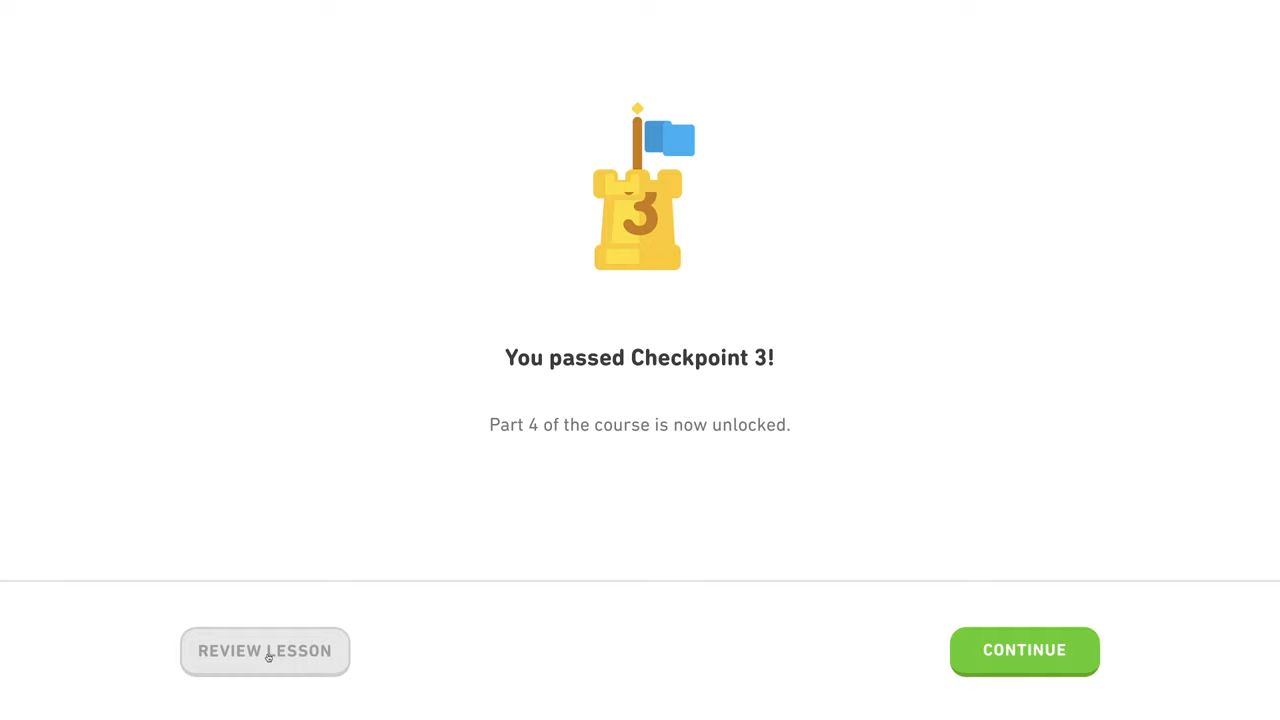 3
You passed Checkpoint 3!
Part 4 of the course is now unlocked.
REVIEW LESSON
CONTINUE